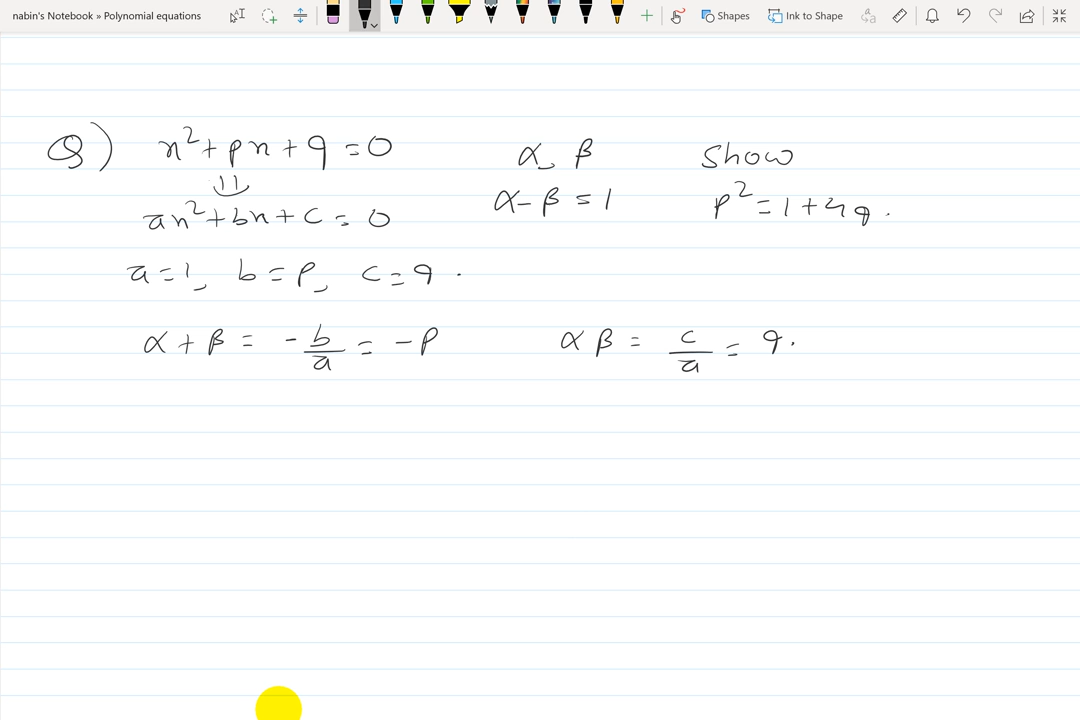 nabin's Notebook » Polynomial equations Shapes Ink to Shape
Q) x² + px + q = 0 α, β Show
α - β = 1 p² = 1 + 4q.
ax² + bx + c = 0
a = 1, b = p, c = q.
α + β = -b/a = -p αβ = c/a = q.